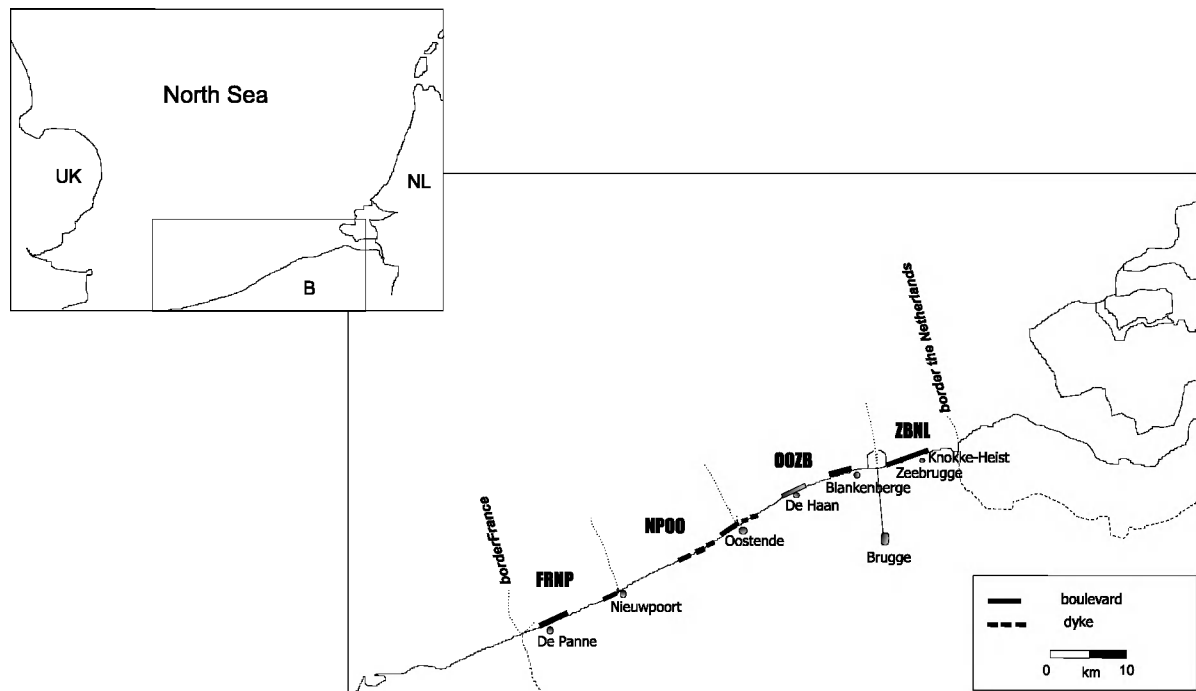 North Sea
UK
NL
B
border the Netherlands
ZBNL
OOZB
Knokke-Heist
Zeebrugge
Blankenberge
De Haan
NPOO
Oostende
Brugge
borderFrance
FRNP
Nieuwpoort
De Panne
boulevard
dyke
0 km 10